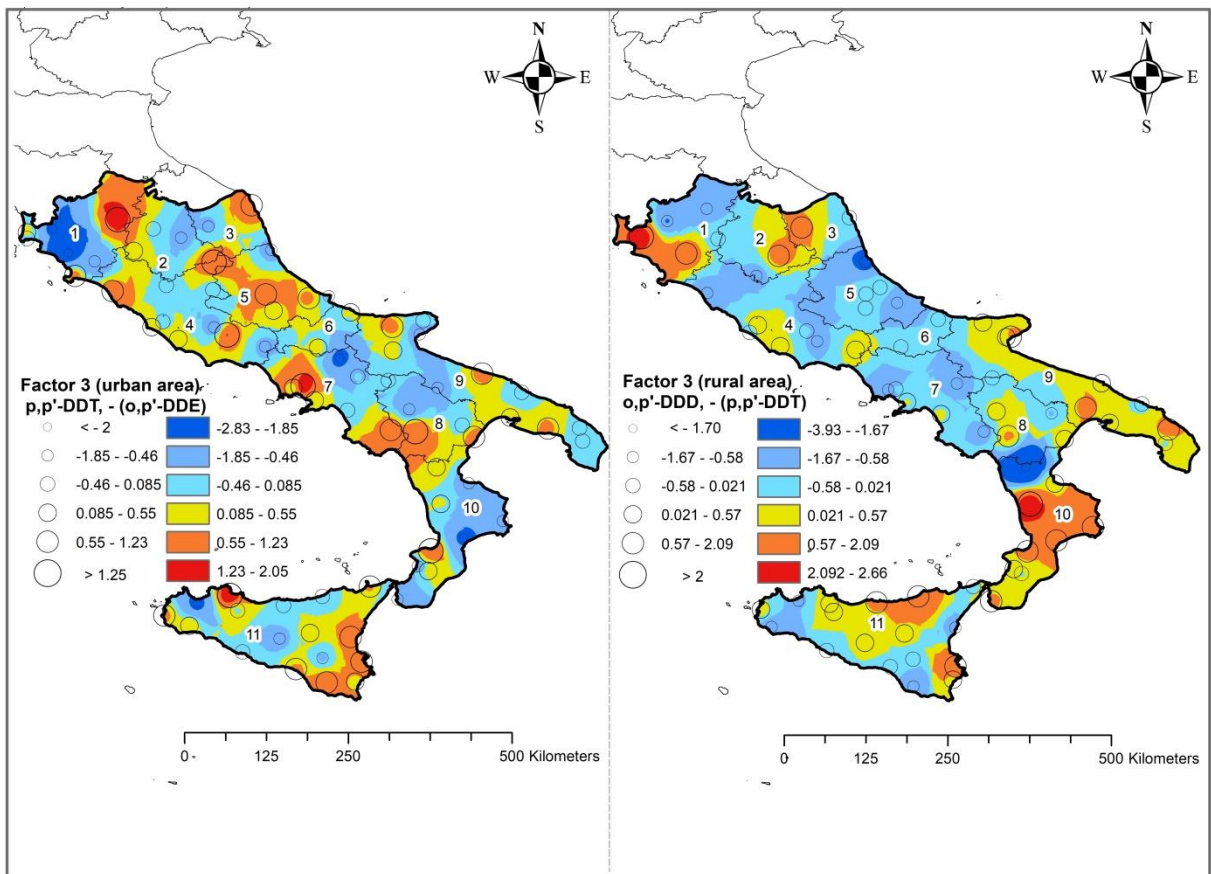 N
W E
S
1
2
3
4
5
6
7
8
9
10
11
Factor 3 (urban area)
p,p'-DDT, - (o,p'-DDE)
< - 2
-1.85 - -0.46
-0.46 - 0.085
0.085 - 0.55
0.55 - 1.23
> 1.25
-2.83 - -1.85
-1.85 - -0.46
-0.46 - 0.085
0.085 - 0.55
0.55 - 1.23
1.23 - 2.05
0 125 250 500 Kilometers
N
W E
S
1
2
3
4
5
6
7
8
9
10
11
Factor 3 (rural area)
o,p'-DDD, - (p,p'-DDT)
< - 1.70
-1.67 - -0.58
-0.58 - 0.021
0.021 - 0.57
0.57 - 2.09
> 2
-3.93 - -1.67
-1.67 - -0.58
-0.58 - 0.021
0.021 - 0.57
0.57 - 2.09
2.092 - 2.66
0 125 250 500 Kilometers